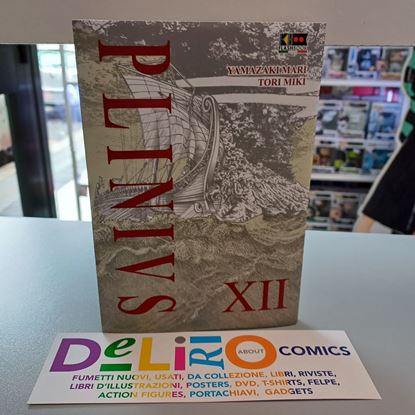 FLASHBOOK
YAMAZAKI MARI
TORI MIKI
PLINIVS
XII
DeLiRiO ABOUT COMICS
FUMETTI NUOVI, USATI, DA COLLEZIONE, LIBRI, RIVISTE,
LIBRI D'ILLUSTRAZIONI, POSTERS, DVD, T-SHIRTS, FELPE,
ACTION FIGURES, PORTACHIAVI, GADGETS